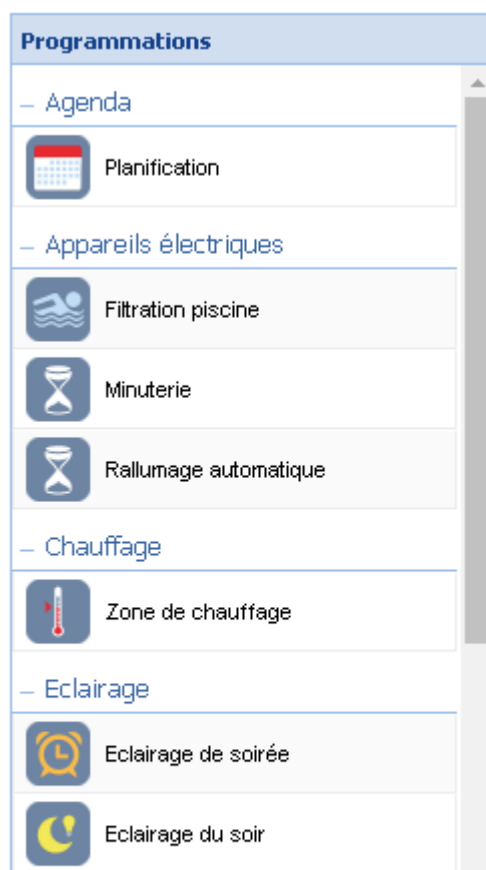 Programmations
– Agenda
Planification
– Appareils électriques
Filtration piscine
Minuterie
Rallumage automatique
– Chauffage
Zone de chauffage
– Eclairage
Eclairage de soirée
Eclairage du soir